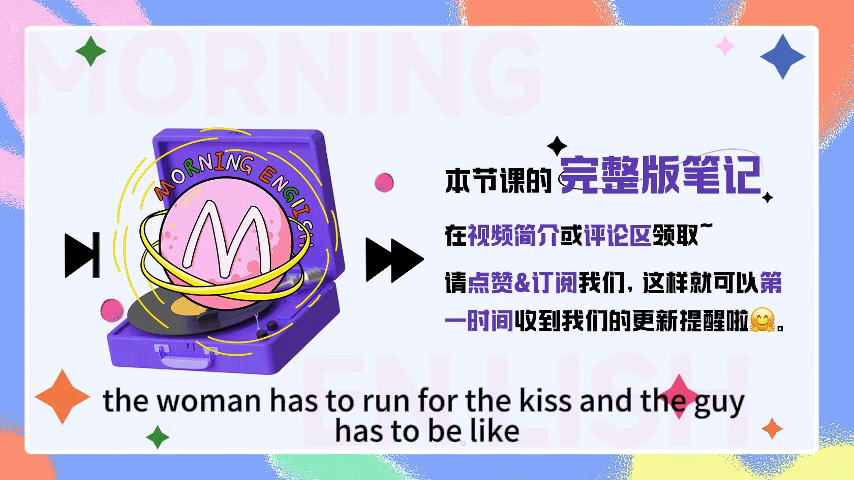 MORNING
MORNING ENGLISH
M
本节课的 完整版笔记
在视频简介或评论区领取~
请点赞&订阅我们，这样就可以第
一时间收到我们的更新提醒啦🤗。
ENGLISH
the woman has to run for the kiss and the guy
has to be like